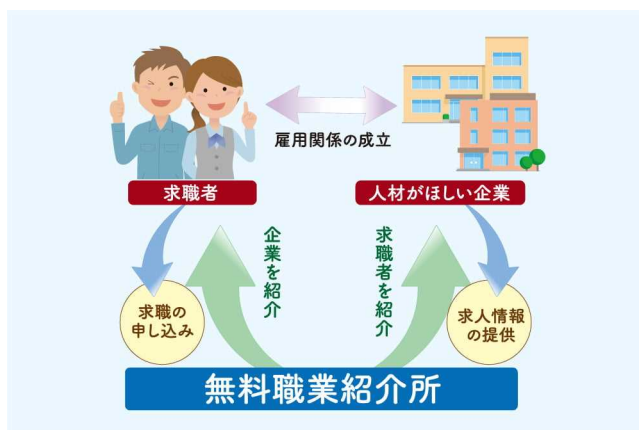 雇用関係の成立
求職者
人材がほしい企業
企業を紹介
求職者を紹介
求職の
申し込み
求人情報
の提供
無料職業紹介所